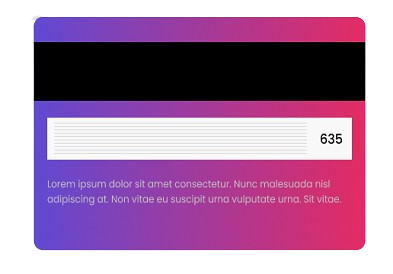 635
Lorem ipsum dolor sit amet consectetur. Nunc malesuada nisl
adipiscing at. Non vitae eu suscipit urna vulputate urna. Sit vitae.